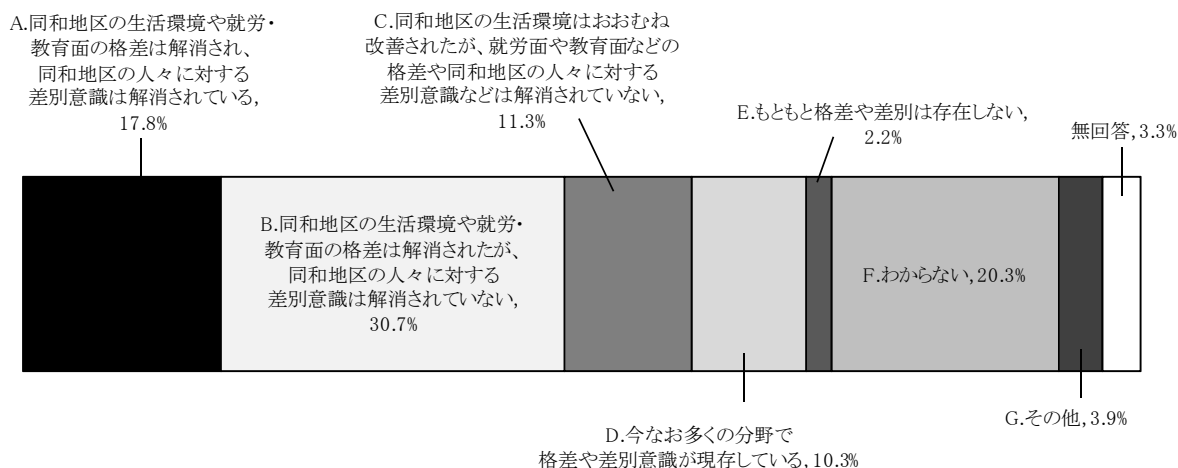 A.同和地区の生活環境や就労・
教育面の格差は解消され、
同和地区の人々に対する
差別意識は解消されている,
17.8%
C.同和地区の生活環境はおおむね
改善されたが、就労面や教育面などの
格差や同和地区の人々に対する
差別意識などは解消されていない,
11.3%
E.もともと格差や差別は存在しない,
2.2%
無回答,3.3%
B.同和地区の生活環境や就労・
教育面の格差は解消されたが、
同和地区の人々に対する
差別意識は解消されていない,
30.7%
F.わからない,20.3%
D.今なお多くの分野で
格差や差別意識が現存している,10.3%
G.その他,3.9%